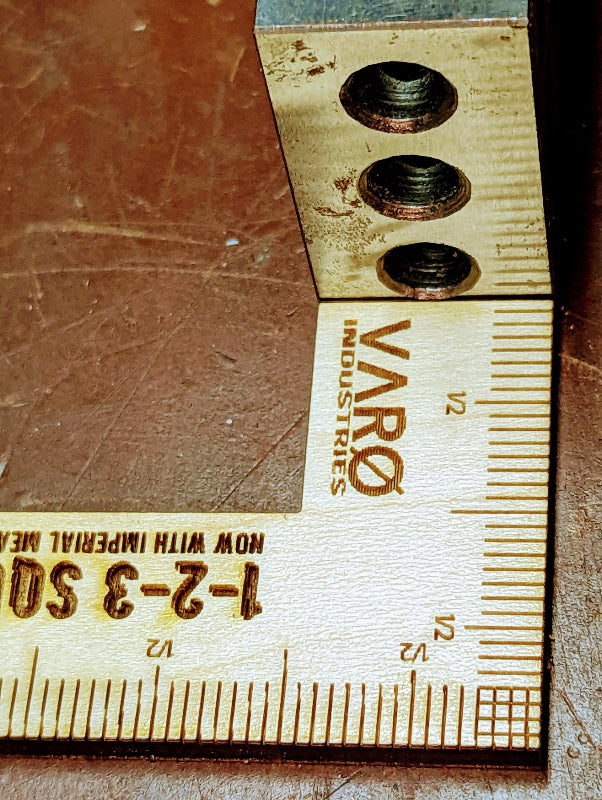 VARØ
INDUSTRIES
1/2
1/2
NOW WITH IMPERIAL
1-2-3
1/2
1/2